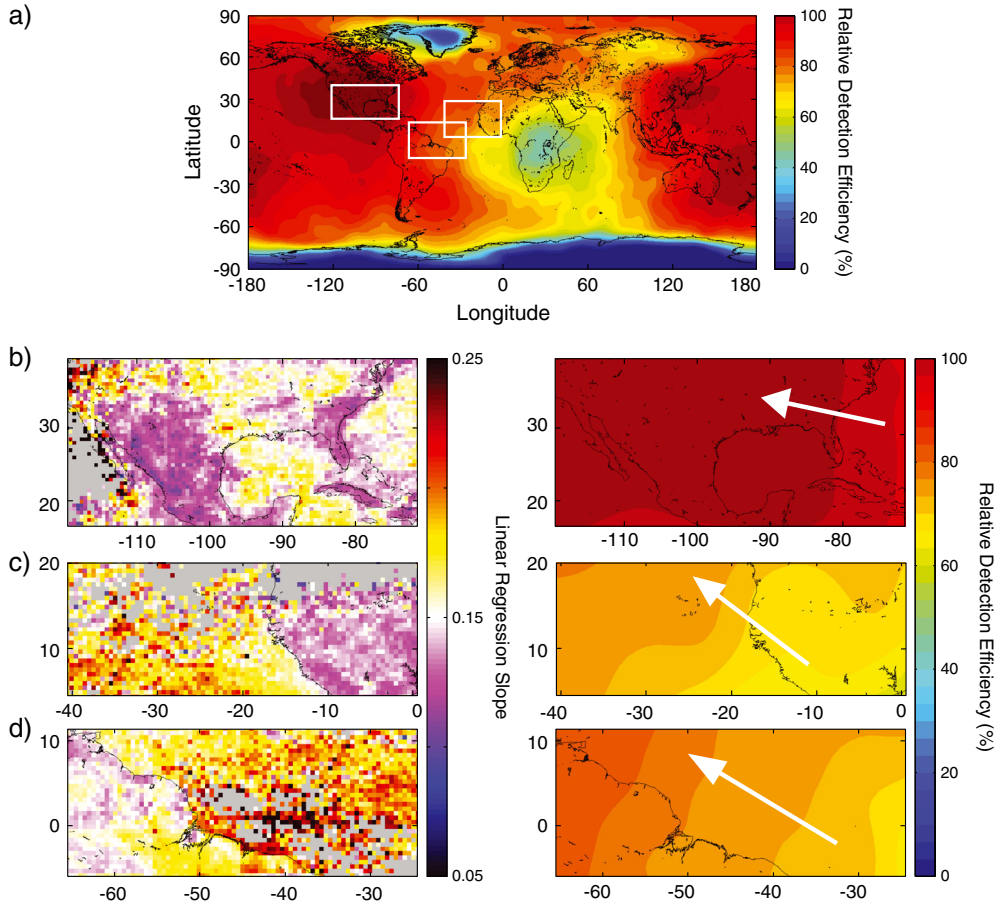 a)
90
60
30
0
-30
-60
-90
Latitude
-180 -120 -60 0 60 120 180
Longitude
100
80
60
40
20
0
Relative Detection Efficiency (%)
b)
30
20
-110 -100 -90 -80
c)
20
10
-40 -30 -20 -10 0
d)
10
0
-60 -50 -40 -30
0.25
0.15
0.05
Linear Regression Slope
30
20
-110 -100 -90 -80
20
10
-40 -30 -20 -10 0
10
0
-60 -50 -40 -30
100
80
60
40
20
0
Relative Detection Efficiency (%)